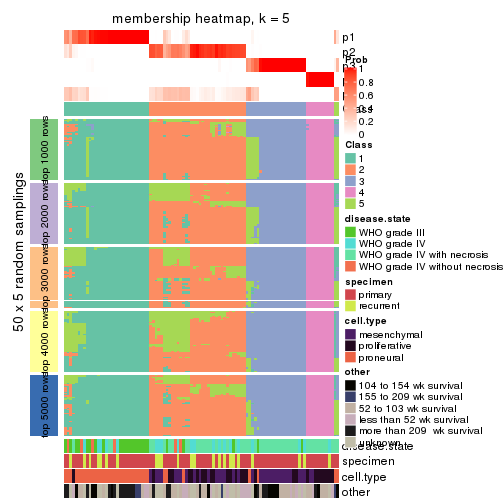 membership heatmap, k = 5
p1
p2
p3
Prob
1
0.8
0.6
0.4
0.2
0
Class
Class
1
2
3
4
5
disease.state
WHO grade III
WHO grade IV
WHO grade IV with necrosis
WHO grade IV without necrosis
specimen
primary
recurrent
cell.type
mesenchymal
proliferative
proneural
other
104 to 154 wk survival
155 to 209 wk survival
52 to 103 wk survival
less than 52 wk survival
more than 209 wk survival
unknown
disease.state
specimen
cell.type
other
50 x 5 random samplings
top 1000 rows
top 2000 rows
top 3000 rows
top 4000 rows
top 5000 rows